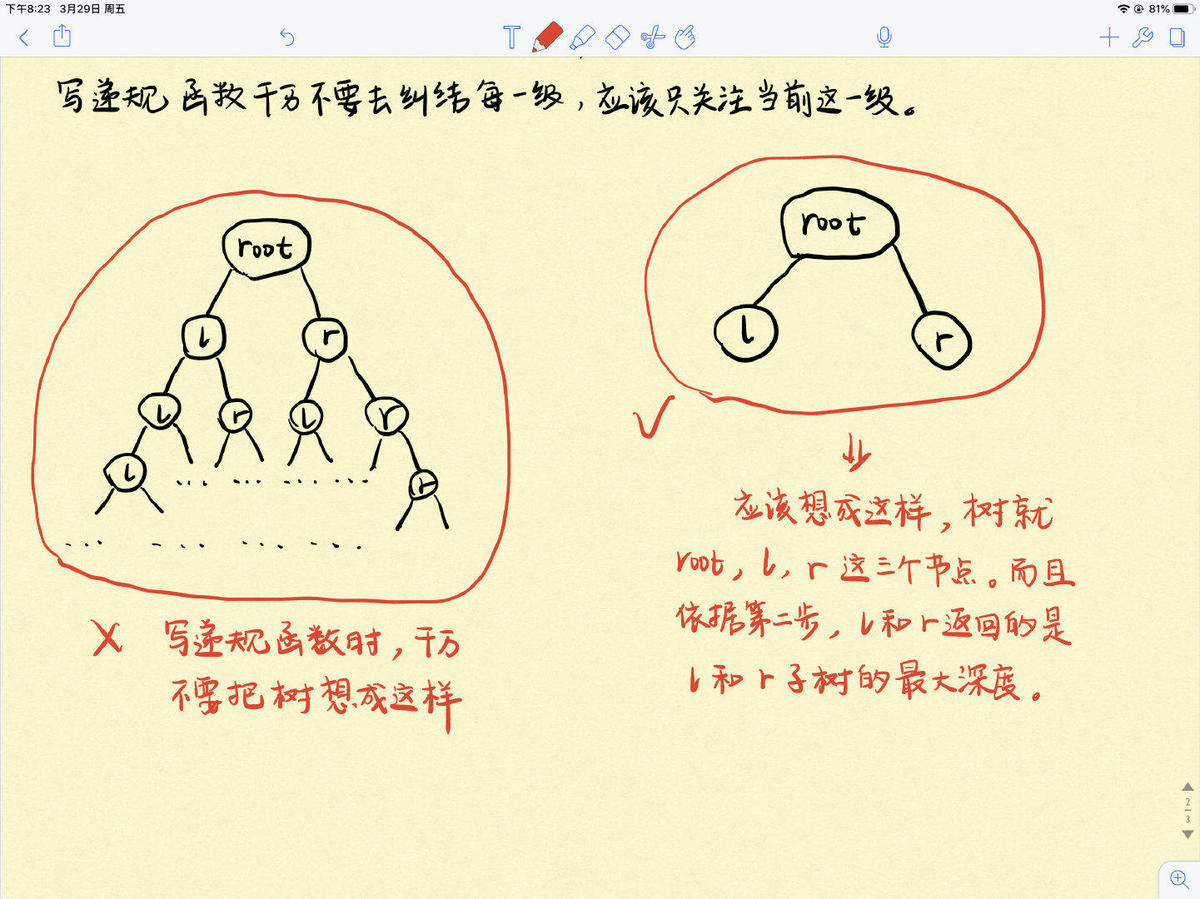 下午8:23 3月29日 周五
81%
T
写递规函数千万不要去纠结每一级，应该只关注当前这一级。
root
l
r
l
r
l
r
l
r
root
l
r
应该想成这样，树就
root，l，r 这三个节点。而且
依据第二步，l和r返回的是
l和r子树的最大深度。
X 写递规函数时，千万
不要把树想成这样
2
3